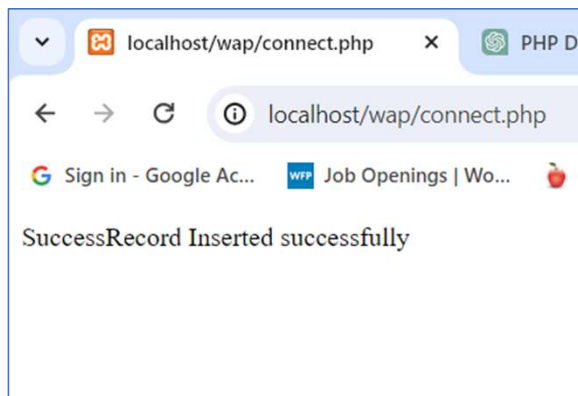 localhost/wap/connect.php
PHP D
localhost/wap/connect.php
Sign in - Google Ac...
WFP Job Openings | Wo...
SuccessRecord Inserted successfully